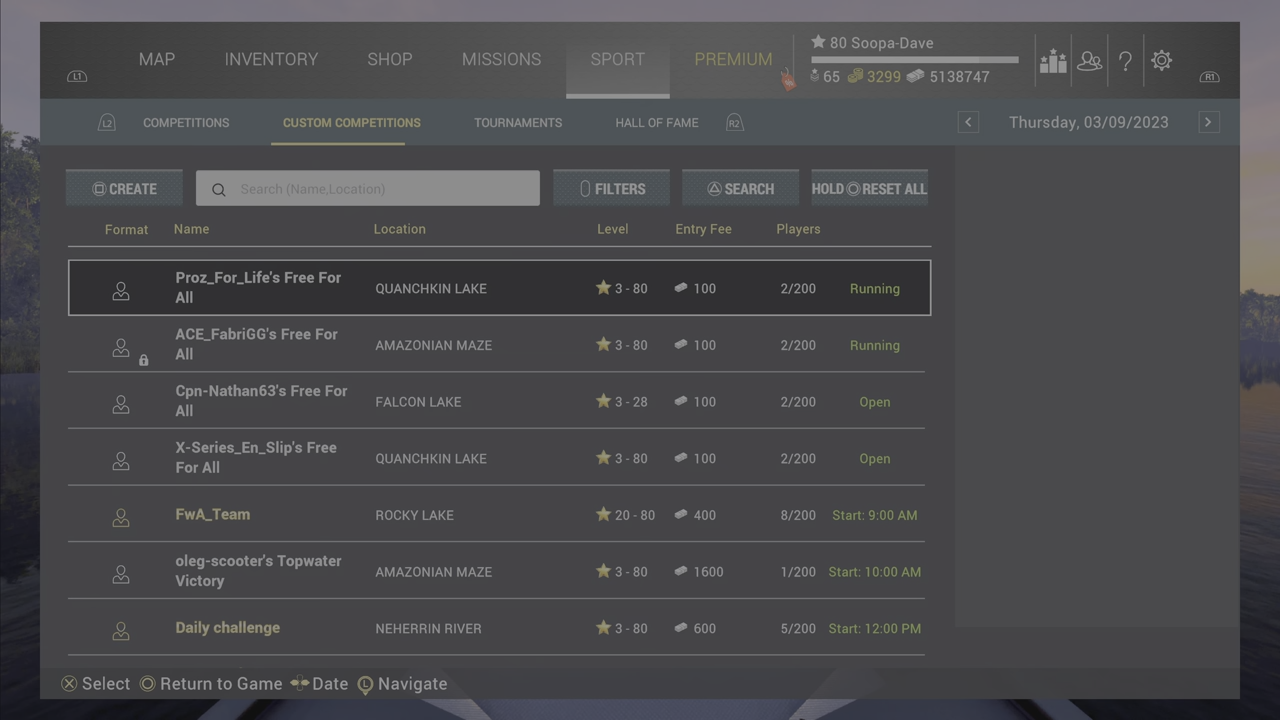 MAP INVENTORY SHOP MISSIONS SPORT PREMIUM
80 Soopa-Dave
65 3299 5138747
L1 R1
L2 COMPETITIONS CUSTOM COMPETITIONS TOURNAMENTS HALL OF FAME R2 < Thursday, 03/09/2023 >
CREATE Search (Name,Location) FILTERS SEARCH HOLD RESET ALL
Format Name Location Level Entry Fee Players
Proz_For_Life's Free For
All
QUANCHKIN LAKE 3 - 80 100 2/200 Running
ACE_FabriGG's Free For
All
AMAZONIAN MAZE 3 - 80 100 2/200 Running
Cpn-Nathan63's Free For
All
FALCON LAKE 3 - 28 100 2/200 Open
X-Series_En_Slip's Free
For All
QUANCHKIN LAKE 3 - 80 100 2/200 Open
FwA_Team ROCKY LAKE 20 - 80 400 8/200 Start: 9:00 AM
oleg-scooter's Topwater
Victory
AMAZONIAN MAZE 3 - 80 1600 1/200 Start: 10:00 AM
Daily challenge NEHERRIN RIVER 3 - 80 600 5/200 Start: 12:00 PM
Select Return to Game Date L Navigate